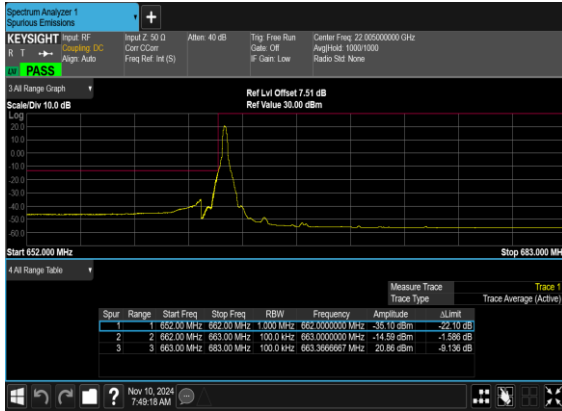 Spectrum Analyzer 1
Spurious Emissions
+
KEYSIGHT Input: RF Input Z: 50 Ω Atten: 40 dB Trig: Free Run Center Freq: 22.005000000 GHz
R T Coupling: DC Corr CCorr Gate: Off Avg|Hold: 1000/1000
Align: Auto Freq Ref: Int (S) IF Gain: Low Radio Std: None
PASS
3 All Range Graph
Ref Lvl Offset 7.51 dB
Scale/Div 10.0 dB Ref Value 30.00 dBm
Log
20.0
10.0
0.00
-10.0
-20.0
-30.0
-40.0
-50.0
-60.0
Start 652.000 MHz Stop 683.000 MH
4 All Range Table
Measure Trace Trace 1
Trace Type Trace Average (Active)
Spur Range Start Freq Stop Freq RBW Frequency Amplitude ΔLimit
1 1 652.00 MHz 662.00 MHz 1.000 MHz 662.0000000 MHz -35.10 dBm -22.10 dB
2 2 662.00 MHz 663.00 MHz 100.0 kHz 663.0000000 MHz -14.59 dBm -1.586 dB
3 3 663.00 MHz 683.00 MHz 100.0 kHz 663.3666667 MHz 20.86 dBm -9.136 dB
? Nov 10, 2024
7:49:18 AM